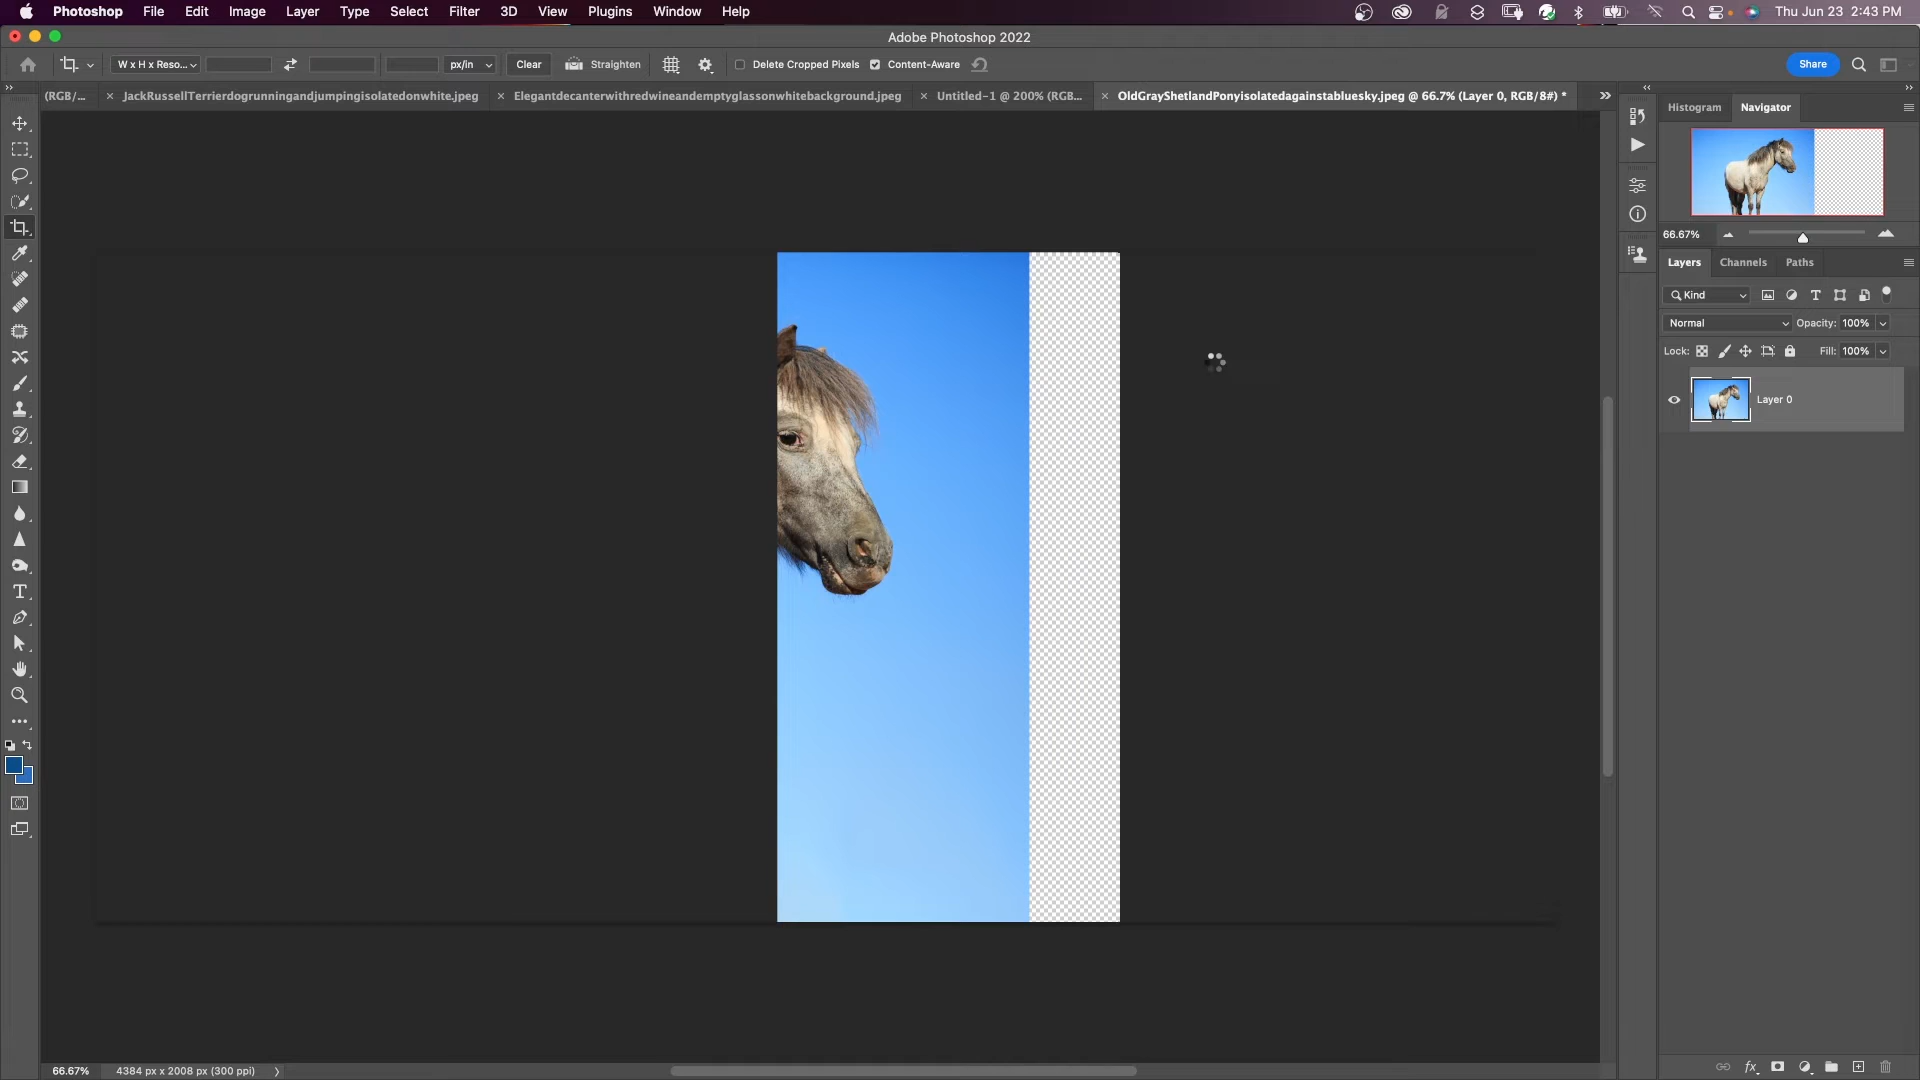 Photoshop File Edit Image Layer Type Select Filter 3D View Plugins Window Help Thu Jun 23 2:43 PM
Adobe Photoshop 2022
W x H x Reso... px/in Clear Straighten Delete Cropped Pixels Content-Aware Share
(RGB/... × JackRussellTerrierdogrunningandjumpingisolatedonwhite.jpeg × Elegantdecanterwithredwineandemptyglassonwhitebackground.jpeg × Untitled-1 @ 200% (RGB... × OldGrayShetlandPonyisolatedagainstabluesky.jpeg @ 66.7% (Layer 0, RGB/8#) *
Histogram Navigator
66.67%
Layers Channels Paths
Kind
Normal Opacity: 100%
Lock: Fill: 100%
Layer 0
66.67% 4384 px x 2008 px (300 ppi)